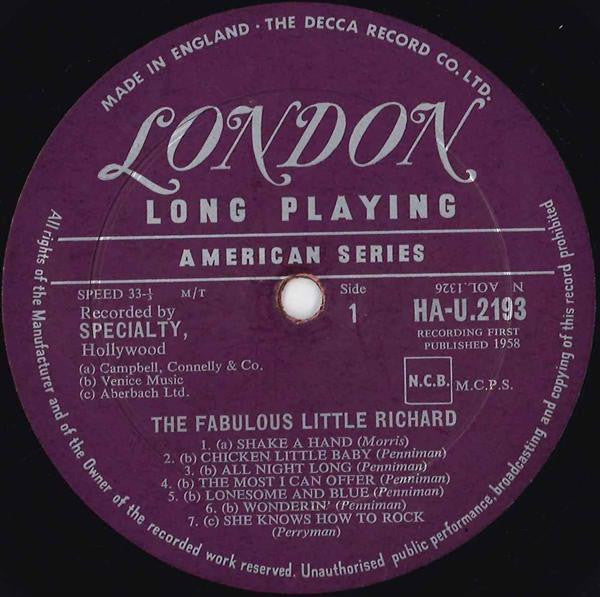 MADE IN ENGLAND · THE DECCA RECORD CO. LTD.
LONDON
LONG PLAYING
AMERICAN SERIES
SPEED 33-⅓ M/T
Recorded by
SPECIALTY,
Hollywood
(a) Campbell, Connelly & Co.
(b) Venice Music
(c) Aberbach Ltd.
Side
1
N AOL.1326
HA-U.2193
RECORDING FIRST
PUBLISHED 1958
N.C.B. M.C.P.S.
THE FABULOUS LITTLE RICHARD
1. (a) SHAKE A HAND (Morris)
2. (b) CHICKEN LITTLE BABY (Penniman)
3. (b) ALL NIGHT LONG (Penniman)
4. (b) THE MOST I CAN OFFER (Penniman)
5. (b) LONESOME AND BLUE (Penniman)
6. (b) WONDERIN' (Penniman)
7. (c) SHE KNOWS HOW TO ROCK
(Perryman)
All rights of the Manufacturer and of the Owner of the recorded work reserved. Unauthorised public performance, broadcasting and copying of this record prohibited